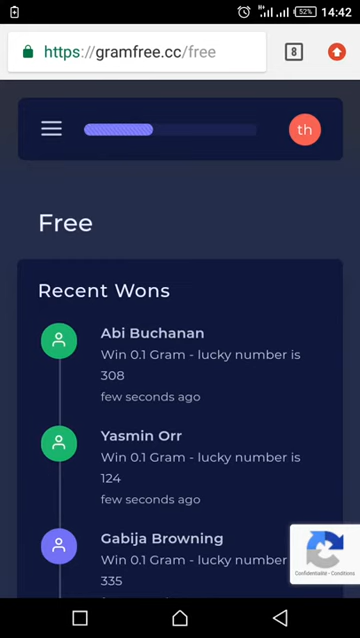 14:42
52%
https://gramfree.cc/free
8
th
Free
Recent Wons
Abi Buchanan
Win 0.1 Gram - lucky number is
308
few seconds ago
Yasmin Orr
Win 0.1 Gram - lucky number is
124
few seconds ago
Gabija Browning
Win 0.1 Gram - lucky number
335
Confidentialité - Conditions